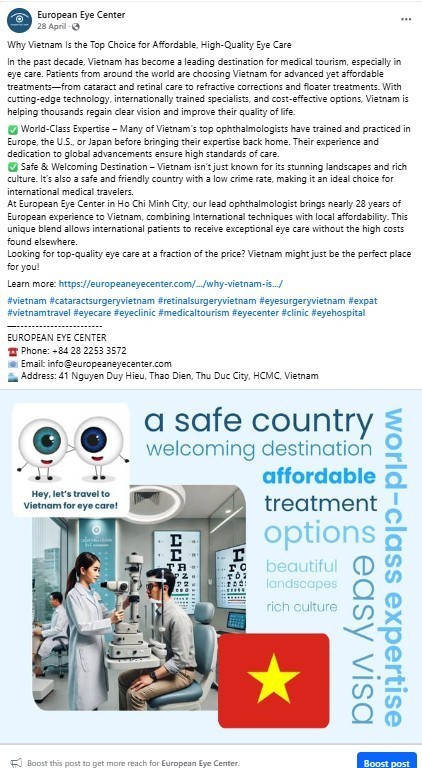 European Eye Center
28 April ·
Why Vietnam Is the Top Choice for Affordable, High-Quality Eye Care
In the past decade, Vietnam has become a leading destination for medical tourism, especially in
eye care. Patients from around the world are choosing Vietnam for advanced yet affordable
treatments—from cataract and retinal care to refractive corrections and floater treatments. With
cutting-edge technology, internationally trained specialists, and cost-effective options, Vietnam is
helping thousands regain clear vision and improve their quality of life.
✅ World-Class Expertise – Many of Vietnam's top ophthalmologists have trained and practiced in
Europe, the U.S., or Japan before bringing their expertise back home. Their experience and
dedication to global advancements ensure high standards of care.
✅ Safe & Welcoming Destination – Vietnam isn't just known for its stunning landscapes and rich
culture. It's also a safe and friendly country with a low crime rate, making it an ideal choice for
international medical travelers.
At European Eye Center in Ho Chi Minh City, our lead ophthalmologist brings nearly 28 years of
European experience to Vietnam, combining International techniques with local affordability. This
unique blend allows international patients to receive exceptional eye care without the high costs
found elsewhere.
Looking for top-quality eye care at a fraction of the price? Vietnam might just be the perfect place
for you!
Learn more: https://europeaneyecenter.com/.../why-vietnam-is.../
#vietnam #cataractsurgeryvietnam #retinalsurgeryvietnam #eyesurgeryvietnam #expat
#vietnamtravel #eyecare #eyeclinic #medicaltourism #eyecenter #clinic #eyehospital
—-----------------------
EUROPEAN EYE CENTER
☎️ Phone: +84 28 2253 3572
📧 Email: info@europeaneyecenter.com
🏥 Address: 41 Nguyen Duy Hieu, Thao Dien, Thu Duc City, HCMC, Vietnam
a safe country
welcoming destination
affordable
treatment
options
beautiful
landscapes
rich culture
easy visa
world-class expertise
Hey, let's travel to
Vietnam for eye care!
Boost this post to get more reach for European Eye Center.
Boost post